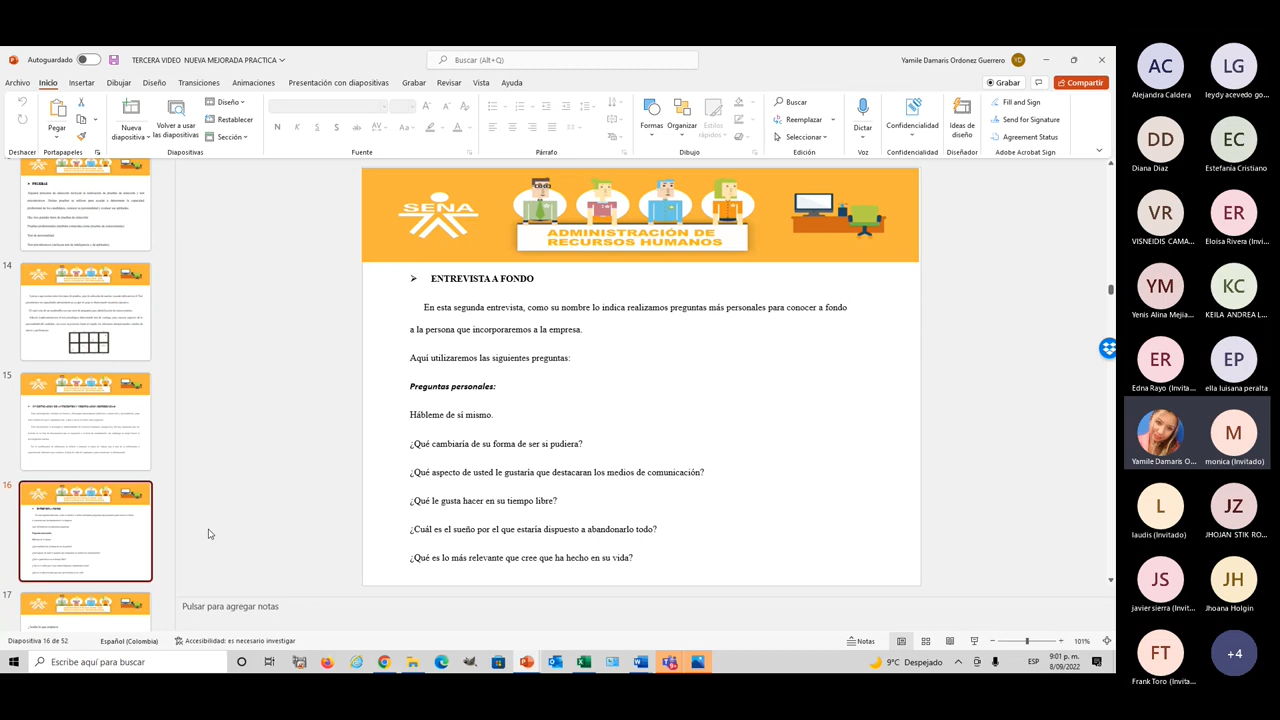 Autoguardado
TERCERA VIDEO NUEVA MEJORADA PRACTICA
Buscar (Alt+Q)
Yamile Damaris Ordonez Guerrero
YD
Archivo Inicio Insertar Dibujar Diseño Transiciones Animaciones Presentación con diapositivas Grabar Revisar Vista Ayuda
Grabar
Compartir
Pegar
Nueva diapositiva
Volver a usar las diapositivas
Diseño
Restablecer
Sección
Formas
Organizar
Estilos rápidos
Buscar
Reemplazar
Seleccionar
Dictar
Confidencialidad
Ideas de diseño
Fill and Sign
Send for Signature
Agreement Status
Deshacer Portapapeles Diapositivas Fuente Párrafo Dibujo Edición Voz Confidencialidad Diseñador Adobe Acrobat Sign
PRUEBAS
14
15
16
17
SENA
ADMINISTRACIÓN DE
RECURSOS HUMANOS
ENTREVISTA A FONDO
En esta segunda entrevista, como su nombre lo indica realizamos preguntas más personales para conocer a fondo
a la persona que incorporaremos a la empresa.
Aquí utilizaremos las siguientes preguntas:
Preguntas personales:
Hábleme de sí mismo.
¿Qué cambiaría de su forma de ser si pudiera?
¿Qué aspecto de usted le gustaría que destacaran los medios de comunicación?
¿Qué le gusta hacer en su tiempo libre?
¿Cuál es el sueño por el que estaría dispuesto a abandonarlo todo?
¿Qué es lo más relevante que cree que ha hecho en su vida?
Pulsar para agregar notas
Diapositiva 16 de 52
Español (Colombia)
Accesibilidad: es necesario investigar
Notas
101%
Escribe aquí para buscar
9°C Despejado
ESP
9:01 p. m.
8/09/2022
AC
Alejandra Caldera
LG
leydy acevedo go...
DD
Diana Diaz
EC
Estefanía Cristiano
VR
VISNEIDIS CAMA...
ER
Eloisa Rivera (Invi...
YM
Yenis Alina Mejia...
KC
KEILA ANDREA L...
ER
Edna Rayo (Invita...
EP
ella luisana peralta
Yamile Damaris O...
M
monica (Invitado)
L
laudis (Invitado)
JZ
JHOJAN STIK RO...
JS
javier sierra (Invit...
JH
Jhoana Holgin
FT
Frank Toro (Invita...
+4